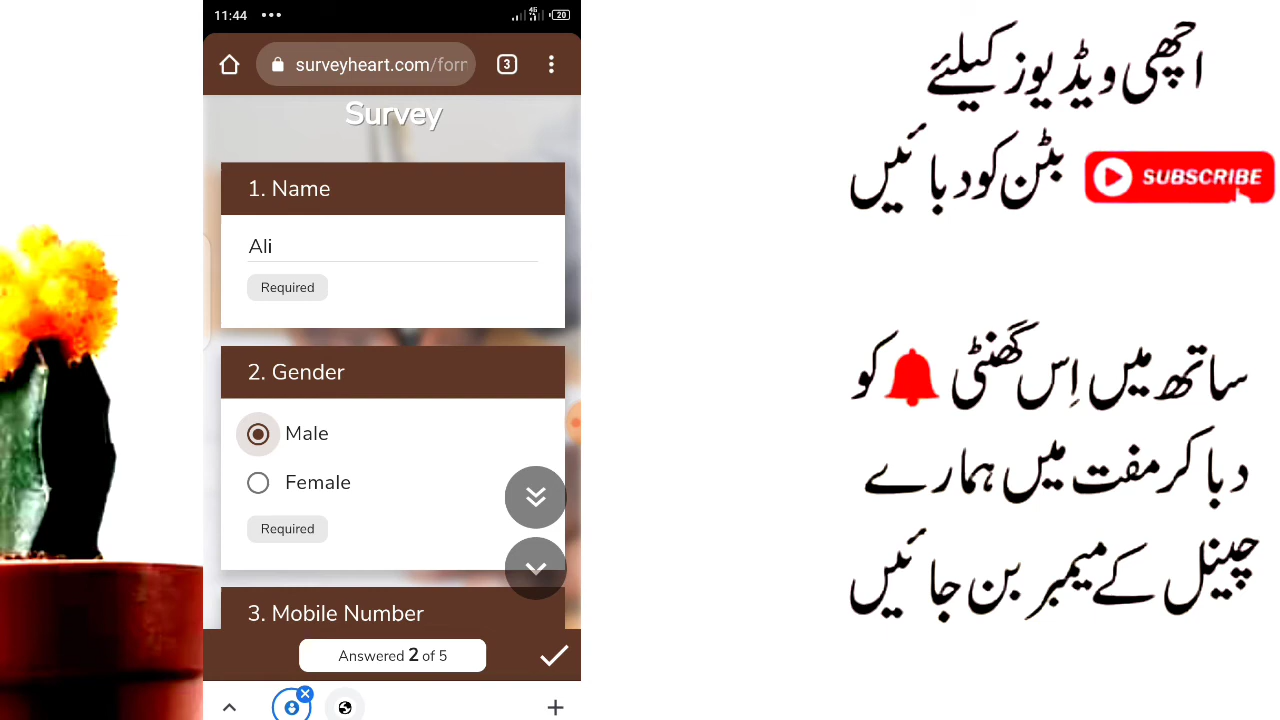 11:44
4G
20
surveyheart.com/forr
3
Survey
1. Name
Ali
Required
2. Gender
Male
Female
Required
3. Mobile Number
Answered 2 of 5
اچھی ویڈیوز کیلئے
بٹن کو دبائیں SUBSCRIBE
ساتھ میں اِس گھنٹی کو
دبا کر مفت میں ہمارے
چینل کے میمبر بن جائیں